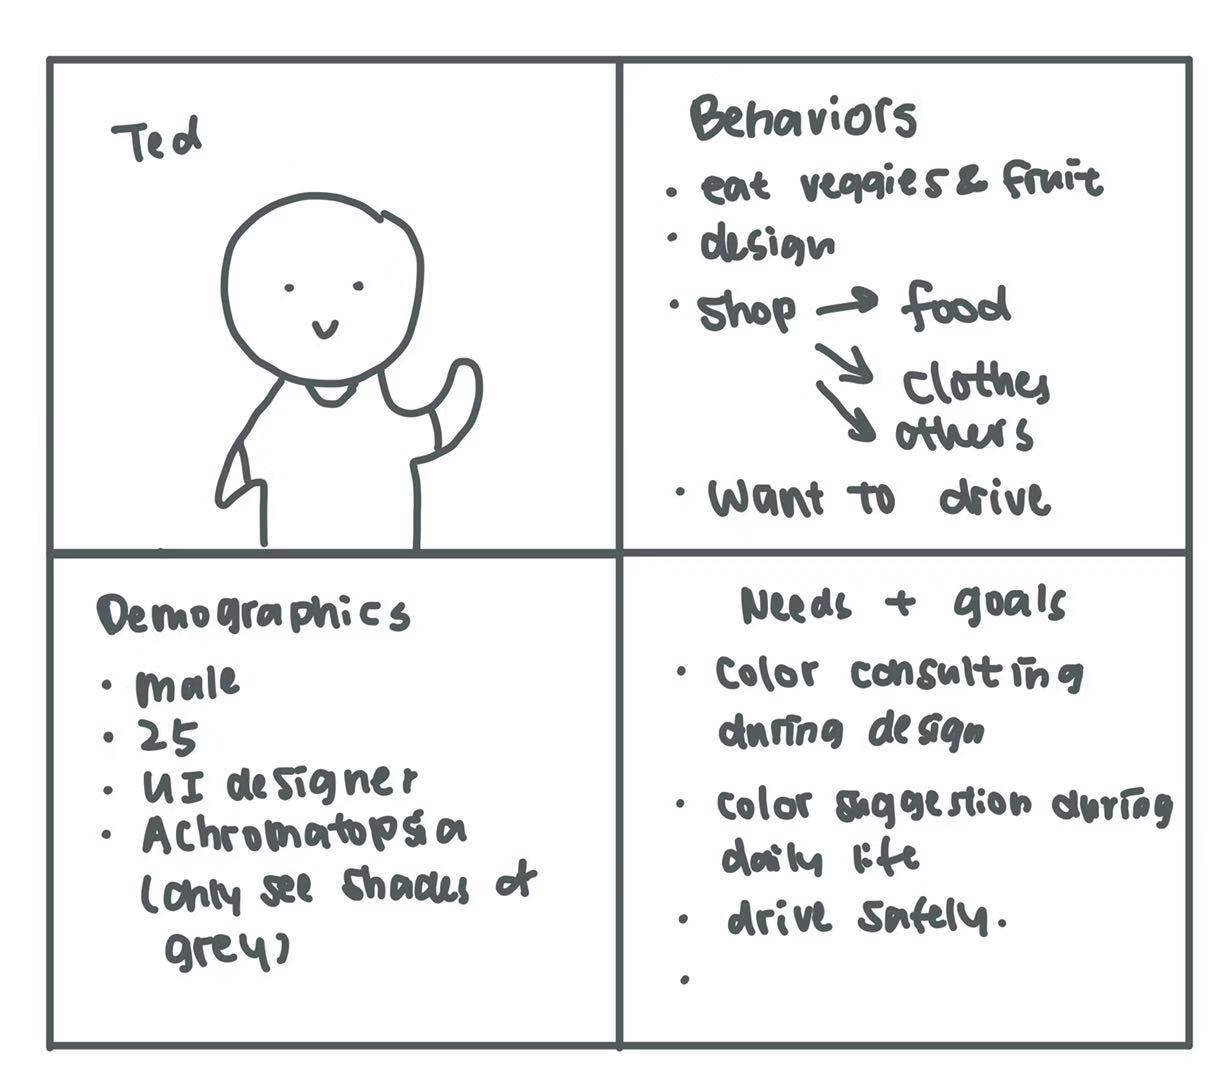 Ted
Behaviors
• eat veggies & fruit
• design
• shop → food
↘ clothes
↘ others
• Want to drive
Demographics
• male
• 25
• UI designer
• Achromatopsia
(only see shades of
grey)
Needs + goals
• color consulting
during design
• color suggestion during
daily life
• drive safely.
•